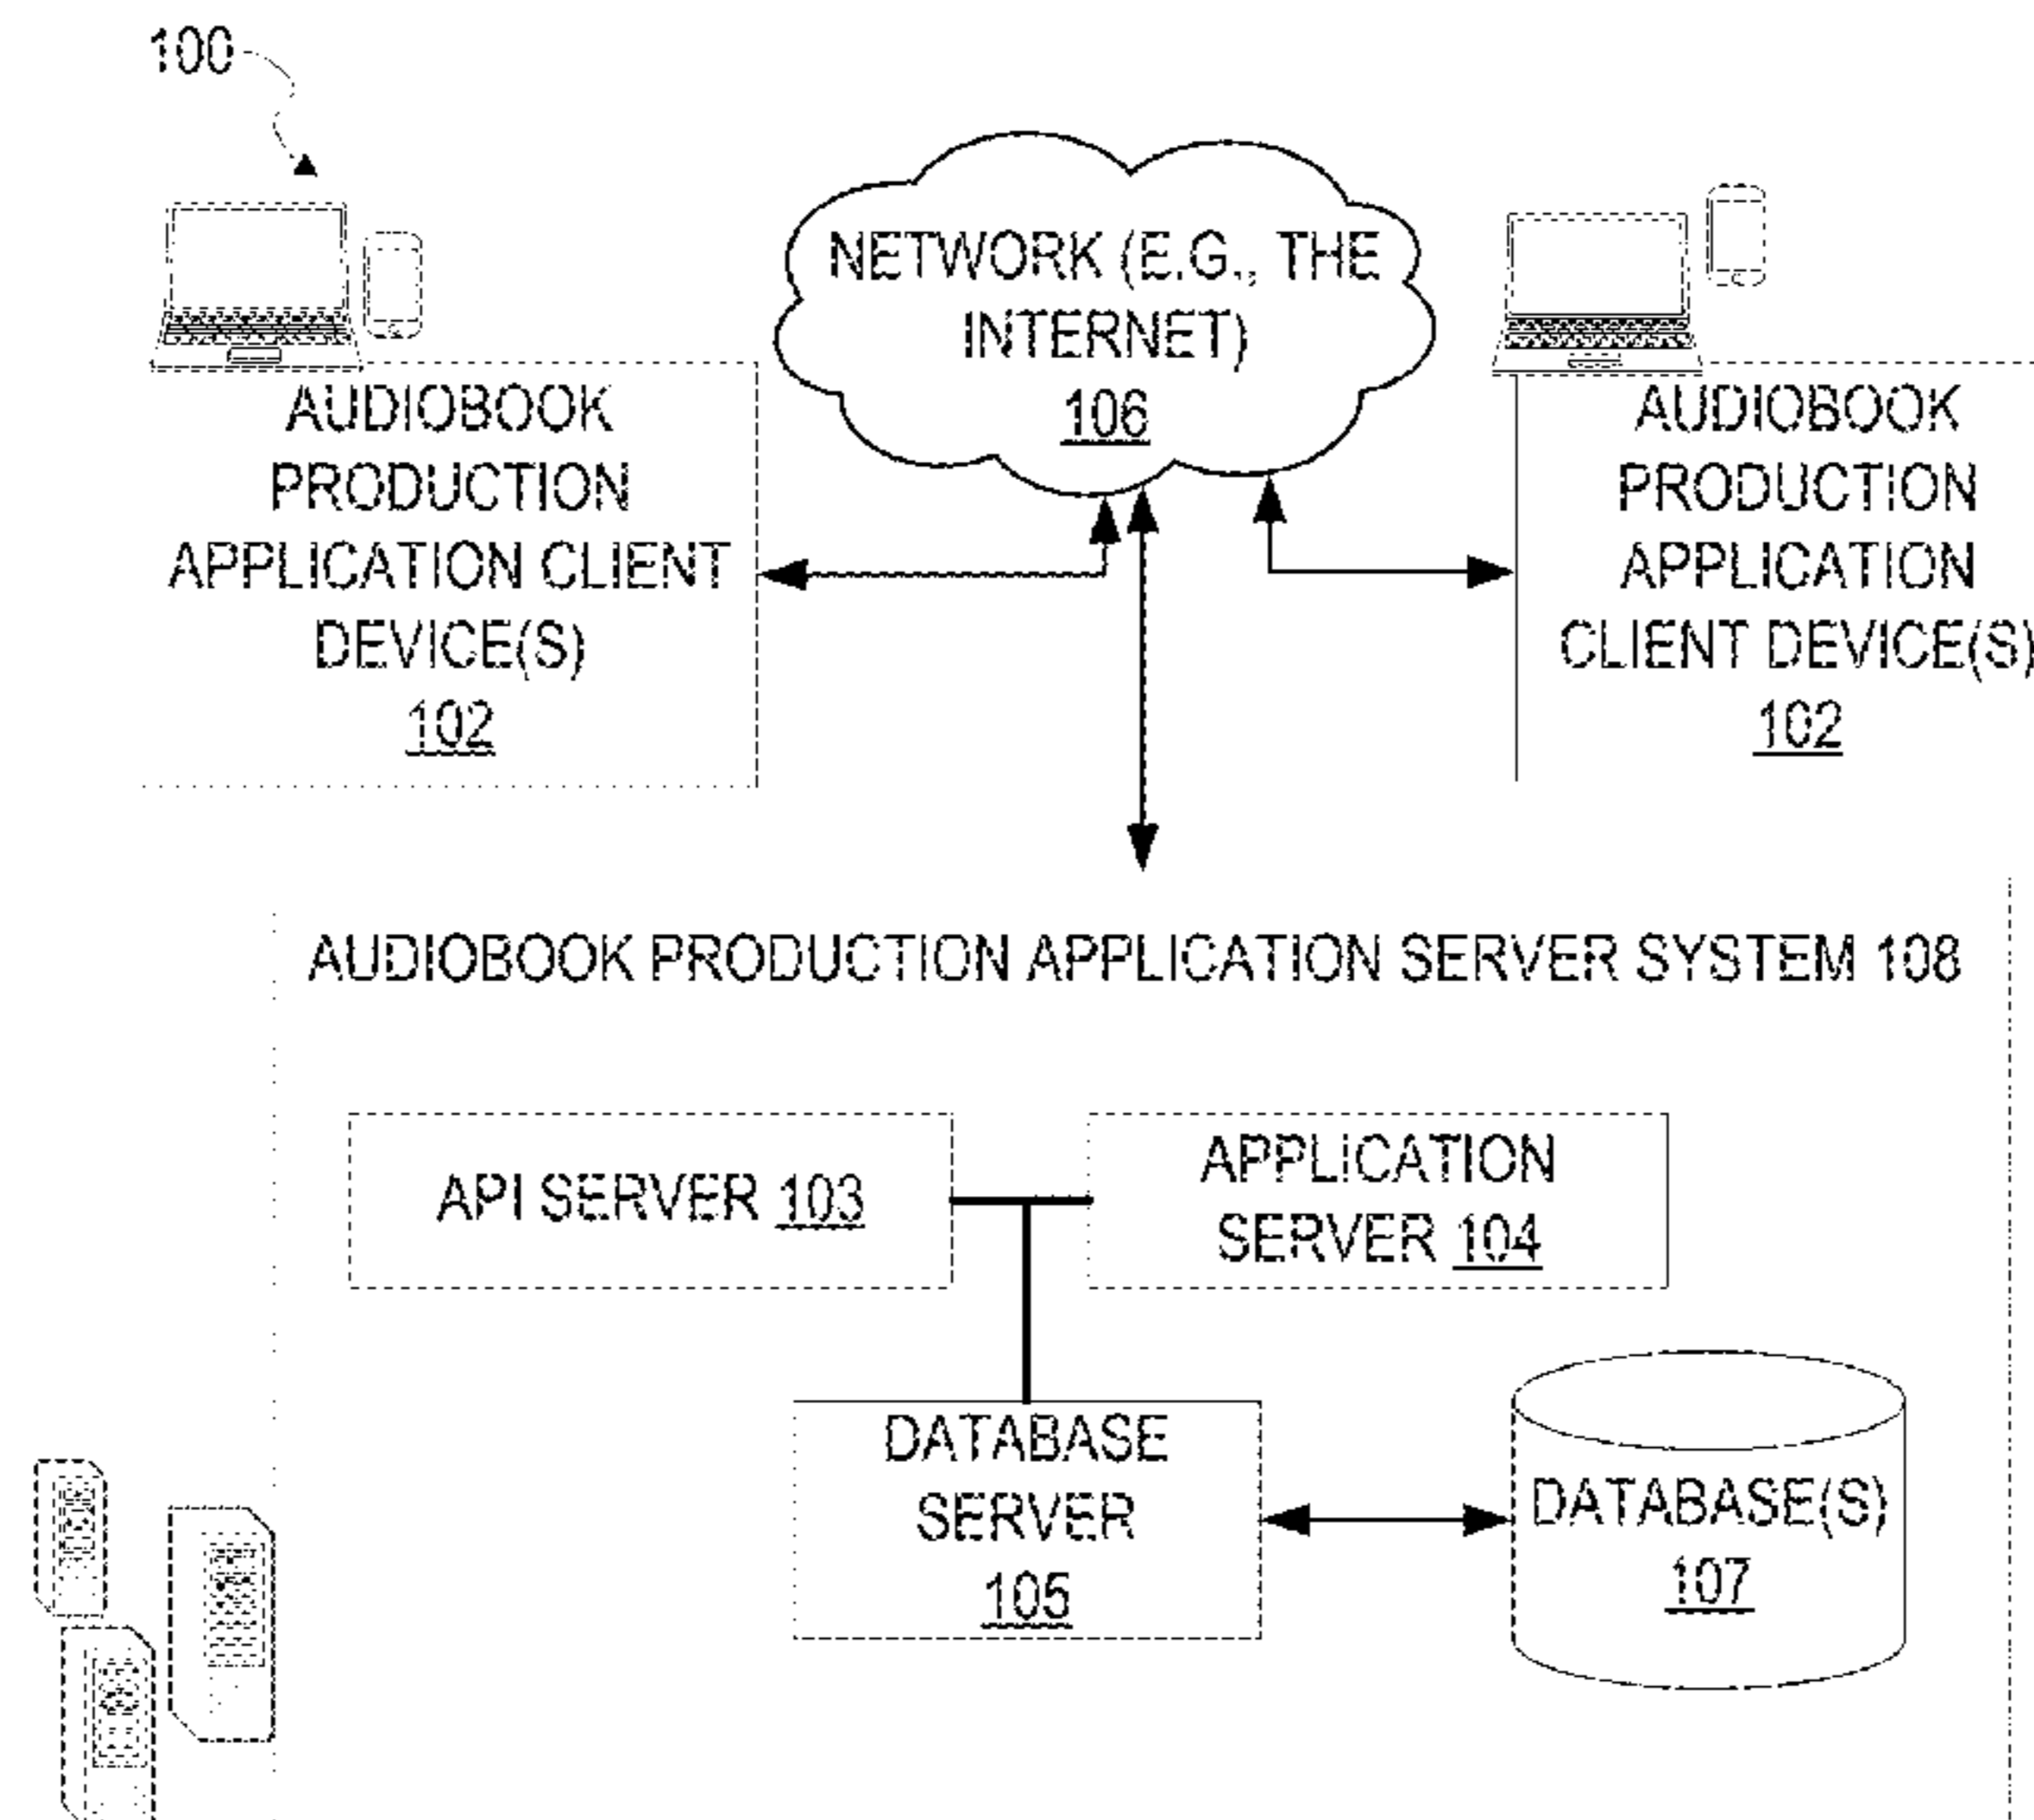 100
NETWORK (E.G., THE
INTERNET)
106
AUDIOBOOK
PRODUCTION
APPLICATION CLIENT
DEVICE(S)
102
AUDIOBOOK
PRODUCTION
APPLICATION
CLIENT DEVICE(S)
102
AUDIOBOOK PRODUCTION APPLICATION SERVER SYSTEM 108
API SERVER 103
APPLICATION
SERVER 104
DATABASE
SERVER
105
DATABASE(S)
107